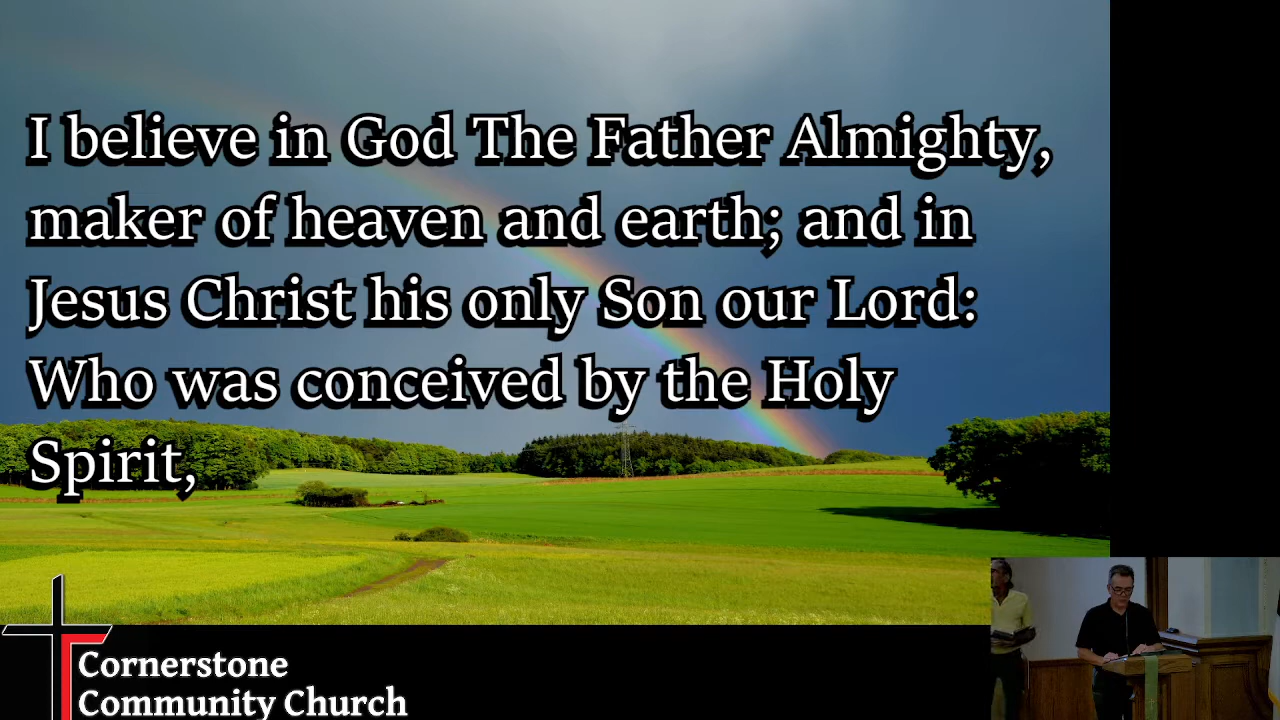 I believe in God The Father Almighty,
maker of heaven and earth; and in
Jesus Christ his only Son our Lord:
Who was conceived by the Holy
Spirit,
Cornerstone
Community Church